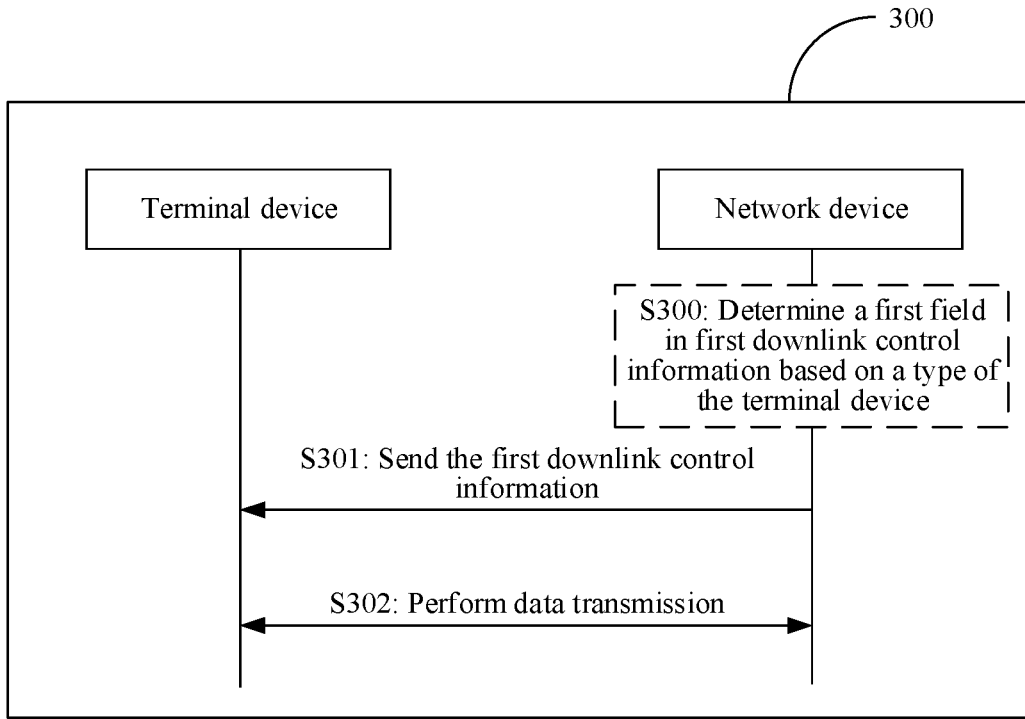 300
Terminal device
Network device
S300: Determine a first field
in first downlink control
information based on a type of
the terminal device
S301: Send the first downlink control
information
S302: Perform data transmission